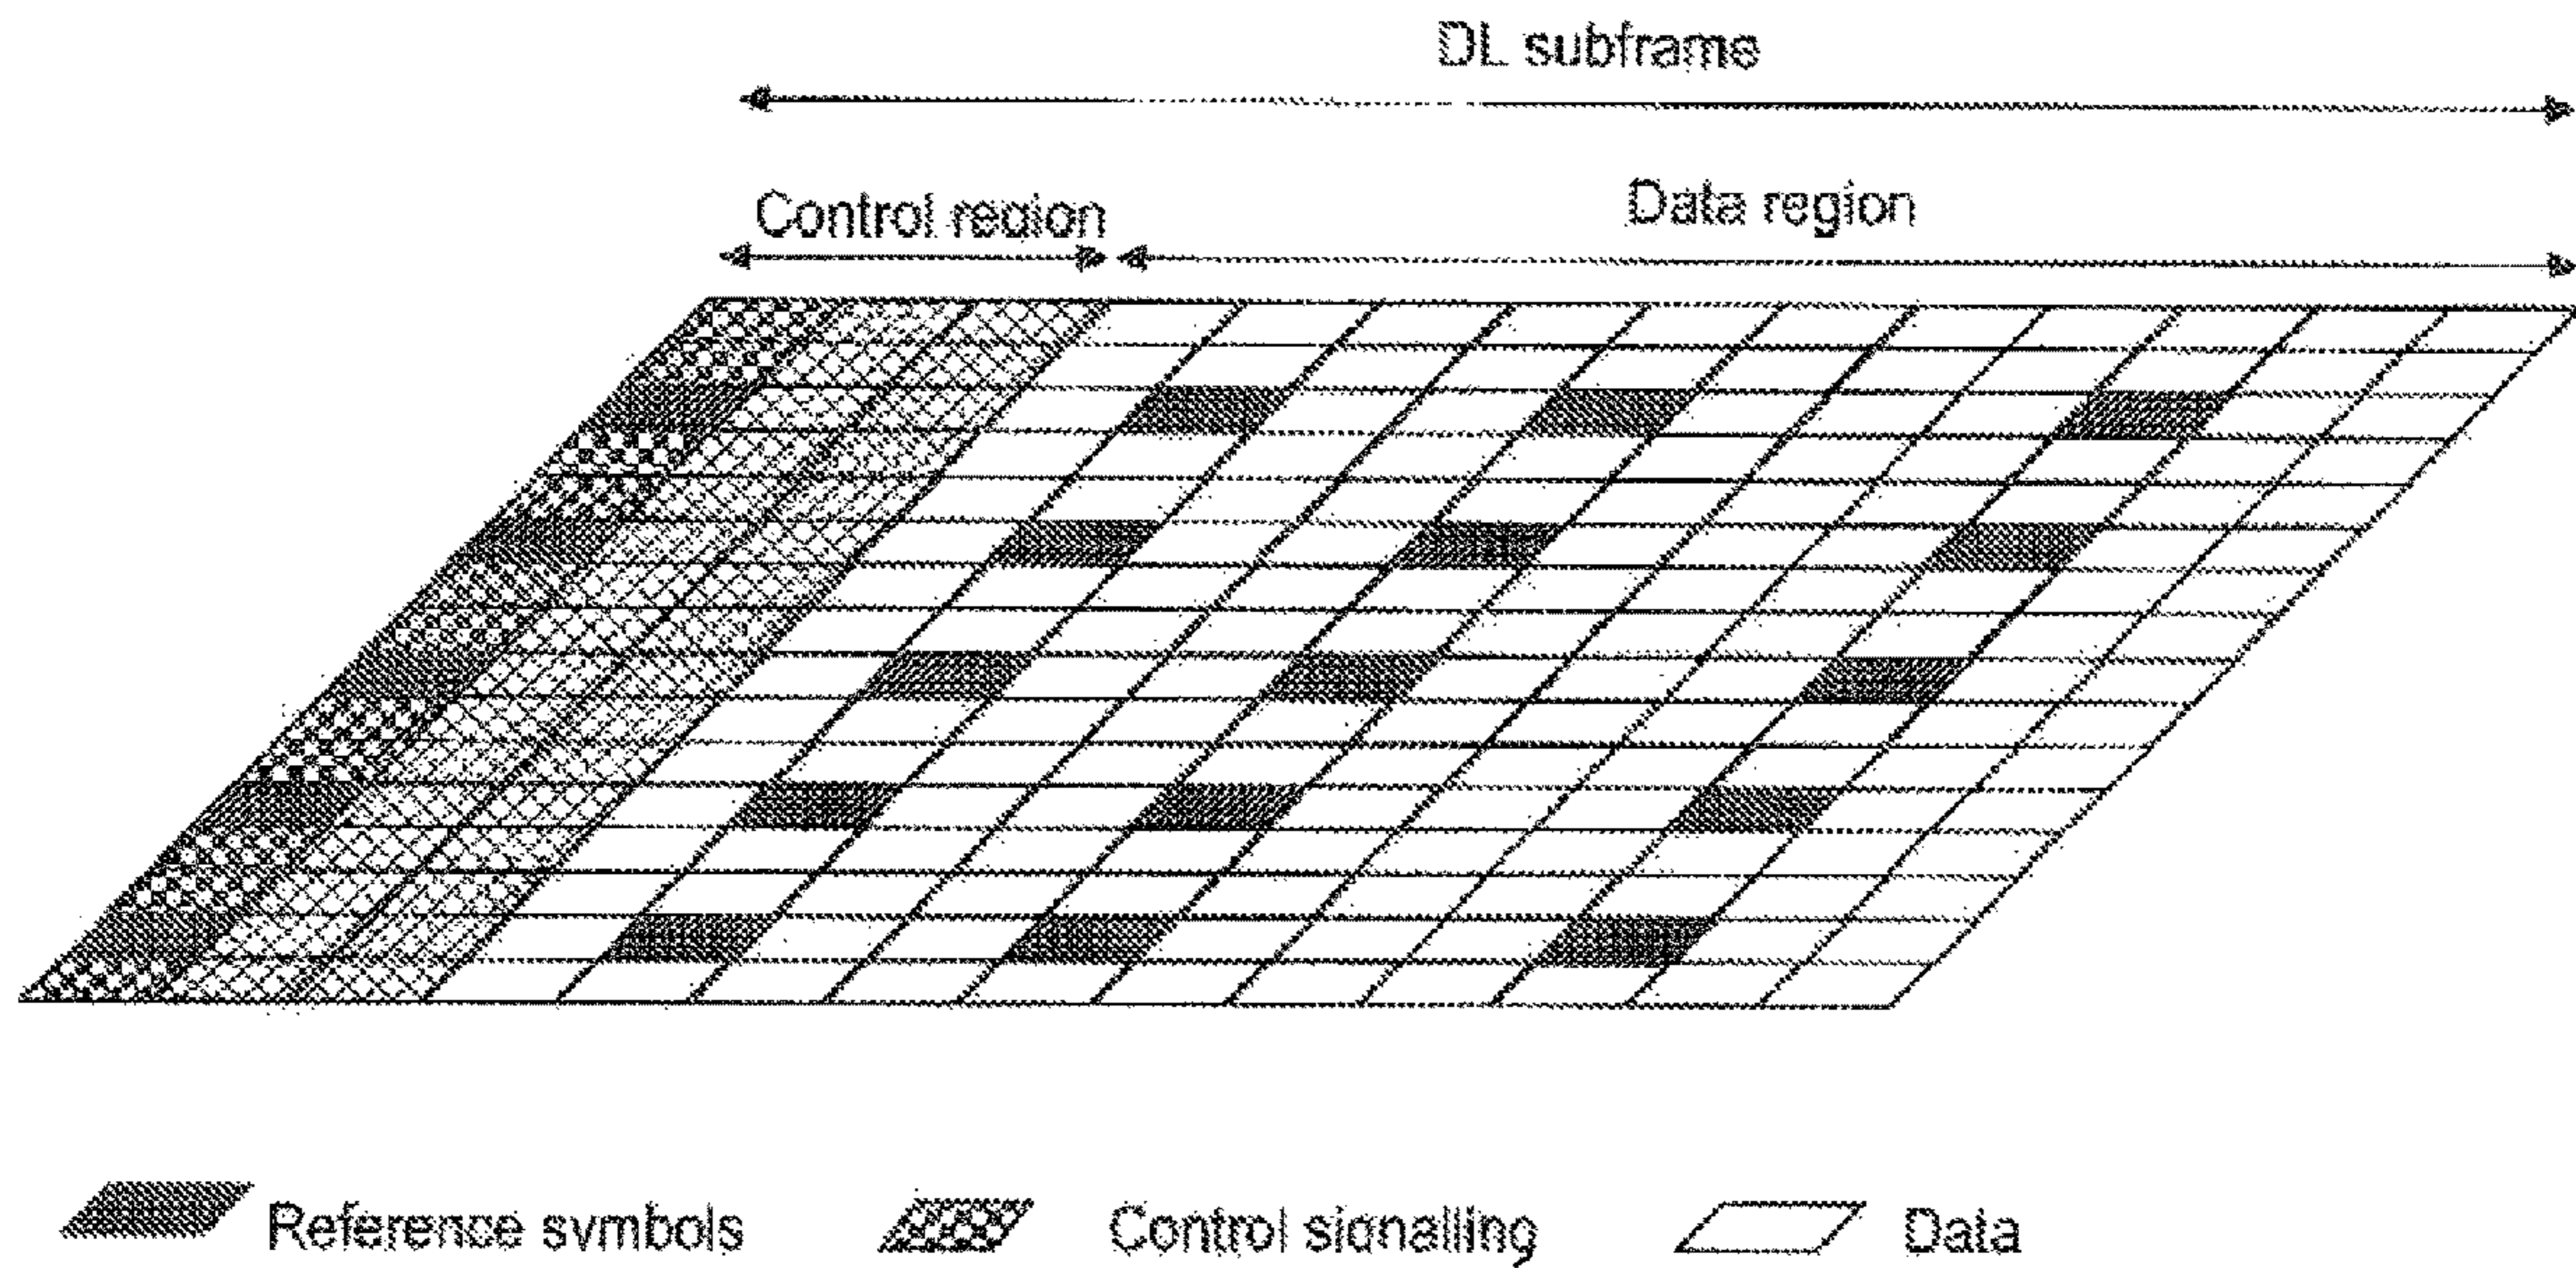 DL subframe
Control region
Data region
Reference symbols
Control signalling
Data